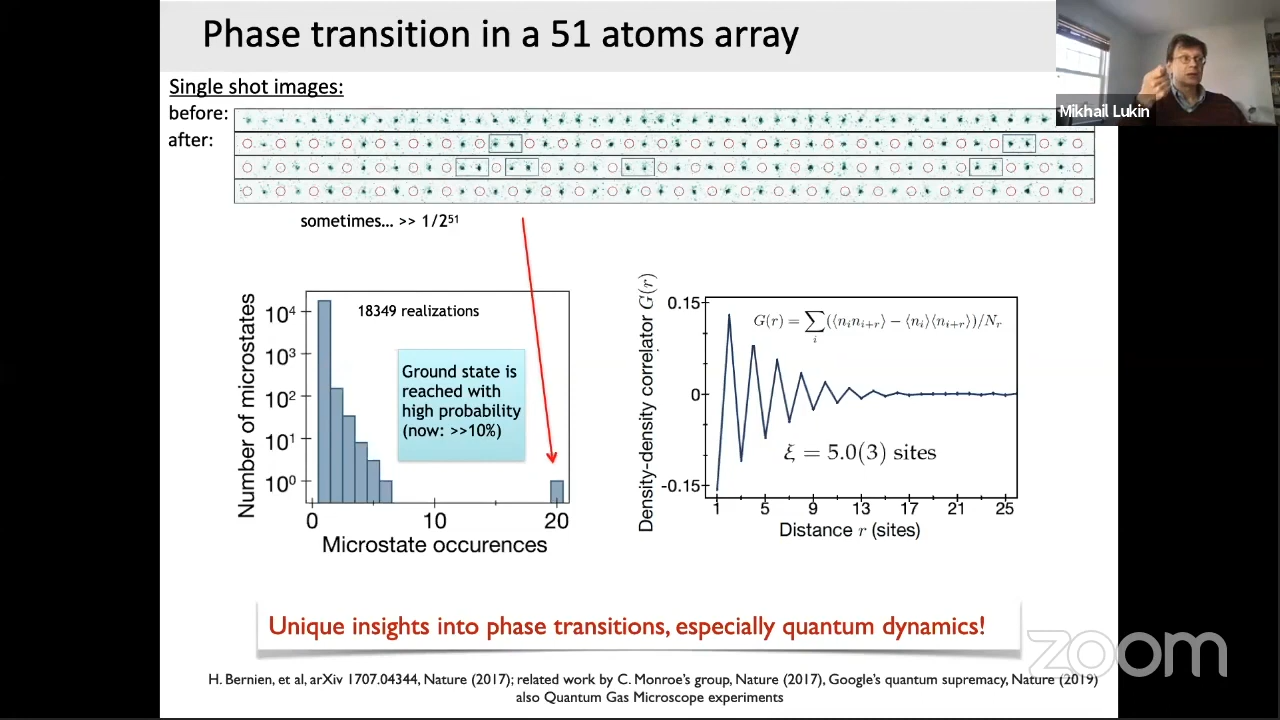 Phase transition in a 51 atoms array
Mikhail Lukin
Single shot images:
before:
after:
sometimes... >> 1/2⁵¹
Number of microstates
10⁴
10³
10²
10¹
10⁰
18349 realizations
Ground state is
reached with
high probability
(now: >>10%)
0 10 20
Microstate occurences
Density-density correlator G(r)
0.15
0
-0.15
G(r) = ∑ᵢ(⟨nᵢnᵢ₊ᵣ⟩ − ⟨nᵢ⟩⟨nᵢ₊ᵣ⟩)/Nᵣ
ξ = 5.0(3) sites
1 5 9 13 17 21 25
Distance r (sites)
Unique insights into phase transitions, especially quantum dynamics!
zoom
H. Bernien, et al, arXiv 1707.04344, Nature (2017); related work by C. Monroe's group, Nature (2017), Google's quantum supremacy, Nature (2019)
also Quantum Gas Microscope experiments